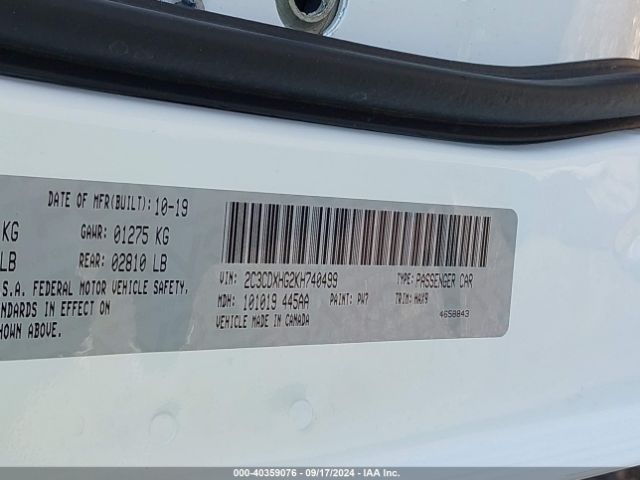 DATE OF MFR(BUILT): 10-19
KG GAWR: 01275 KG
LB REAR: 02810 LB
S.A. FEDERAL MOTOR VEHICLE SAFETY.
NDARDS IN EFFECT ON
HOWN ABOVE.
VIN: 2C3CDXHG2KH740499 TYPE: PASSENGER CAR
MDH: 101019 445AA PAINT: PW7 TRIM: HAX9
VEHICLE MADE IN CANADA 4658843
000-40359076 - 09/17/2024 - IAA Inc.